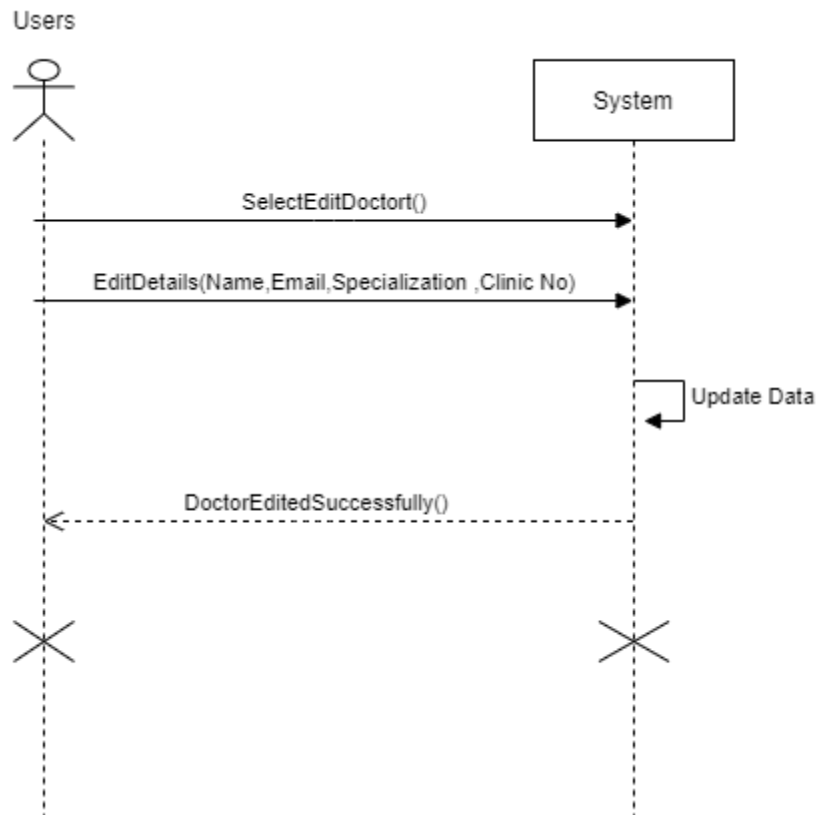 Users
System
SelectEditDoctort()
EditDetails(Name,Email,Specialization ,Clinic No)
Update Data
DoctorEditedSuccessfully()